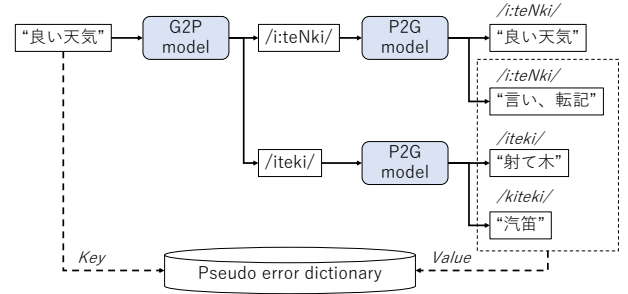 /i:teNki/
“良い天気”
G2P
model
/i:teNki/
P2G
model
“良い天気”
/i:teNki/
“言い、転記”
/iteki/
/iteki/
P2G
model
“射て木”
/kiteki/
“汽笛”
Key
Value
Pseudo error dictionary